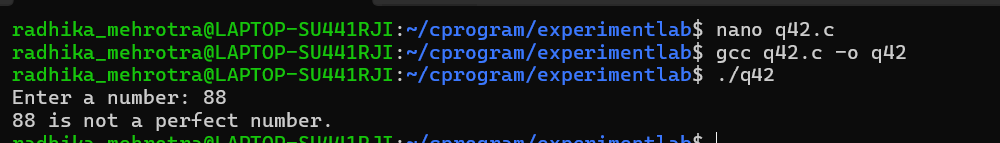 radhika_mehrotra@LAPTOP-SU441RJI:~/cprogram/experimentlab$ nano q42.c
radhika_mehrotra@LAPTOP-SU441RJI:~/cprogram/experimentlab$ gcc q42.c -o q42
radhika_mehrotra@LAPTOP-SU441RJI:~/cprogram/experimentlab$ ./q42
Enter a number: 88
88 is not a perfect number.
radhika_mehrotra@LAPTOP-SU441RJI:~/cprogram/experimentlab$